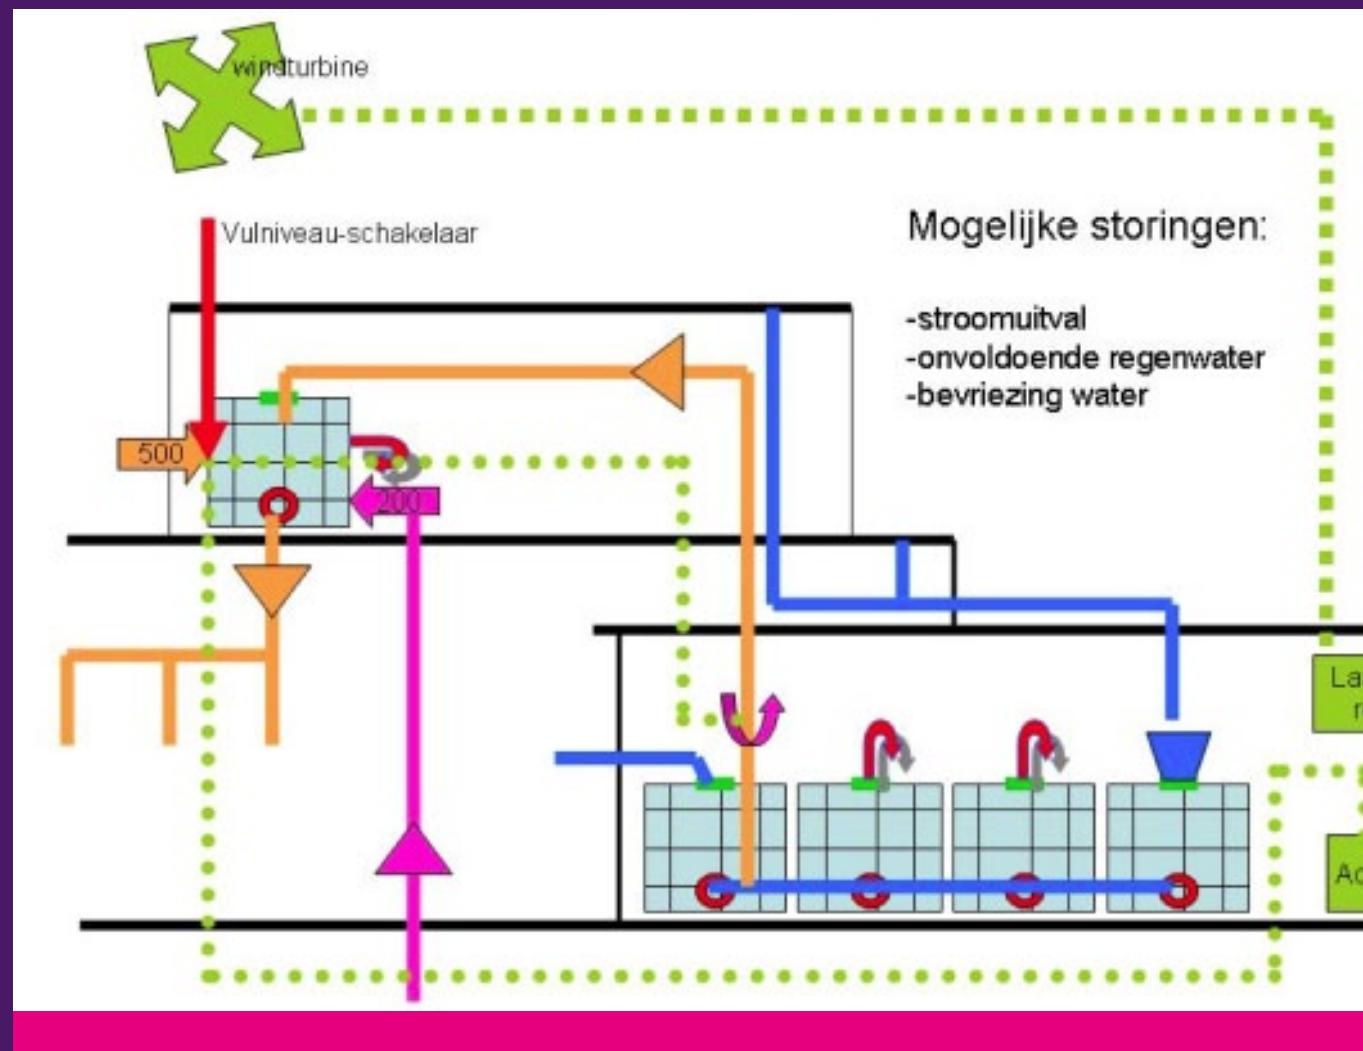 windturbine
Vulniveau-schakelaar
Mogelijke storingen:
-stroomuitval
-onvoldoende regenwater
-bevriezing water
500
200